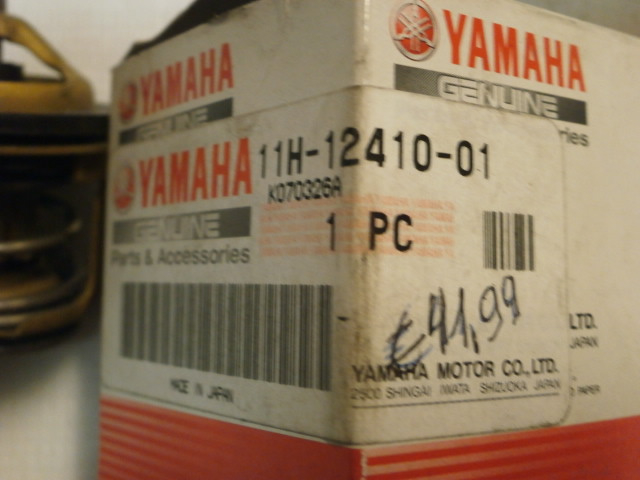 YAMAHA
GENUINE
YAMAHA
GENUINE
ries
YAMAHA
GENUINE
Parts & Accessories
11H-12410-01
K070326A
1 PC
€41,99
MADE IN JAPAN
YAMAHA MOTOR CO., LTD.
2500 SHINGAI IWATA SHIZUOKA JAPAN
LTD.
JAPAN
PAPER